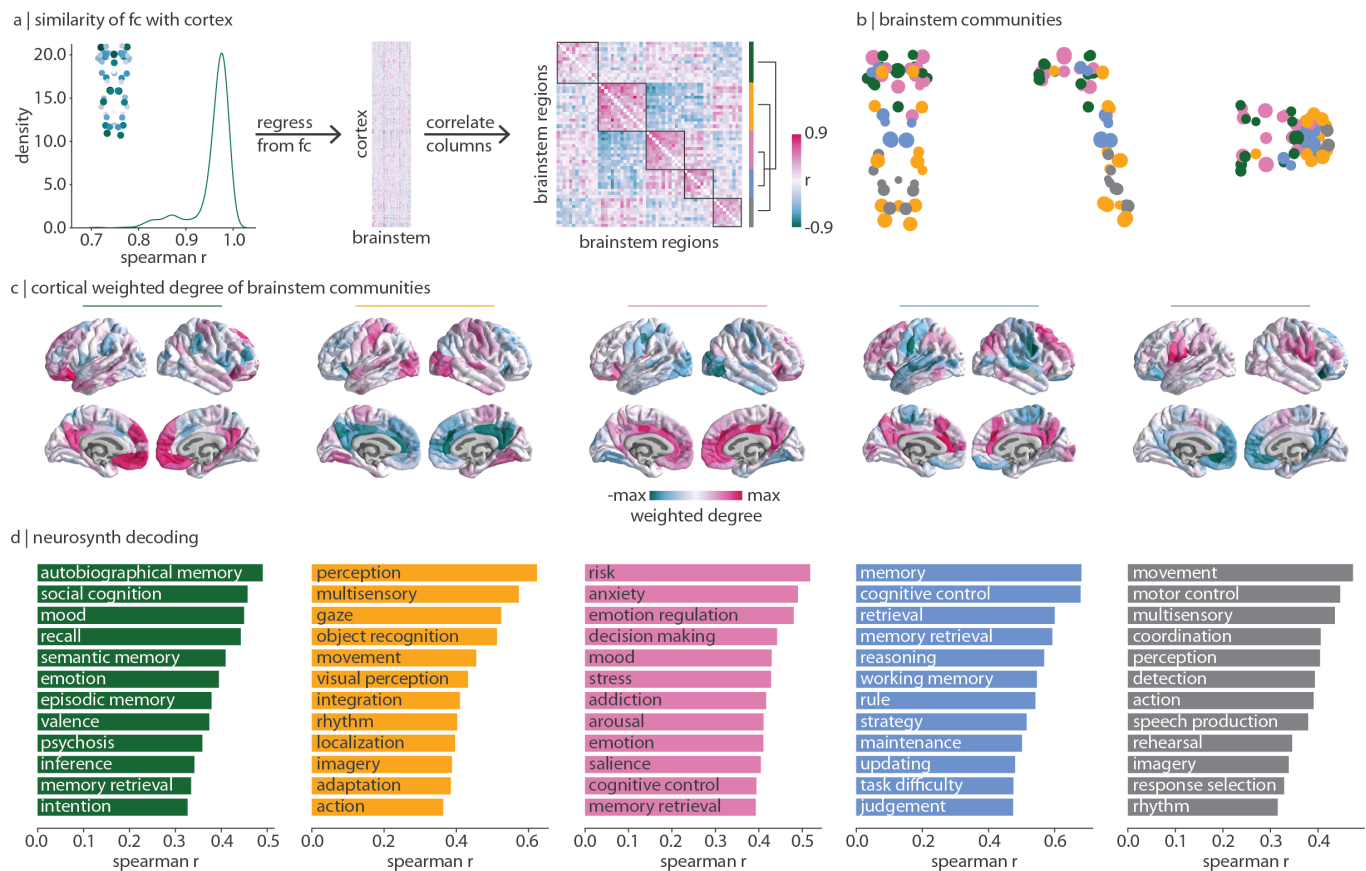 a | similarity of fc with cortex
20.0
15.0
10.0
5.0
0.0
density
0.7 0.8 0.9 1.0
spearman r
regress
from fc
cortex
brainstem
correlate
columns
brainstem regions
brainstem regions
0.9
r
-0.9
b | brainstem communities
c | cortical weighted degree of brainstem communities
-max max
weighted degree
d | neurosynth decoding
autobiographical memory
social cognition
mood
recall
semantic memory
emotion
episodic memory
valence
psychosis
inference
memory retrieval
intention
0.0 0.1 0.2 0.3 0.4 0.5
spearman r
perception
multisensory
gaze
object recognition
movement
visual perception
integration
rhythm
localization
imagery
adaptation
action
0.0 0.2 0.4 0.6
spearman r
risk
anxiety
emotion regulation
decision making
mood
stress
addiction
arousal
emotion
salience
cognitive control
memory retrieval
0.0 0.1 0.2 0.3 0.4 0.5
spearman r
memory
cognitive control
retrieval
memory retrieval
reasoning
working memory
rule
strategy
maintenance
updating
task difficulty
judgement
0.0 0.2 0.4 0.6
spearman r
movement
motor control
multisensory
coordination
perception
detection
action
speech production
rehearsal
imagery
response selection
rhythm
0.0 0.1 0.2 0.3 0.4
spearman r